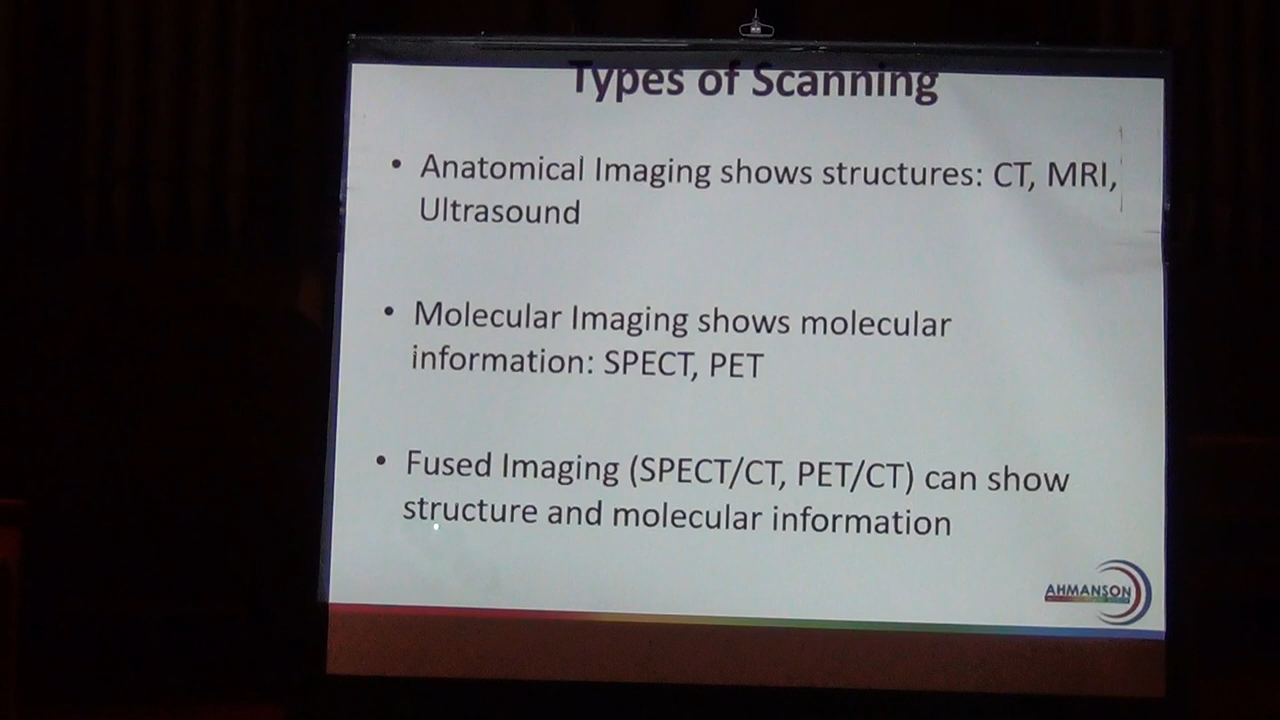 Types of Scanning
• Anatomical Imaging shows structures: CT, MRI,
Ultrasound
• Molecular Imaging shows molecular
information: SPECT, PET
• Fused Imaging (SPECT/CT, PET/CT) can show
structure and molecular information
AHMANSON